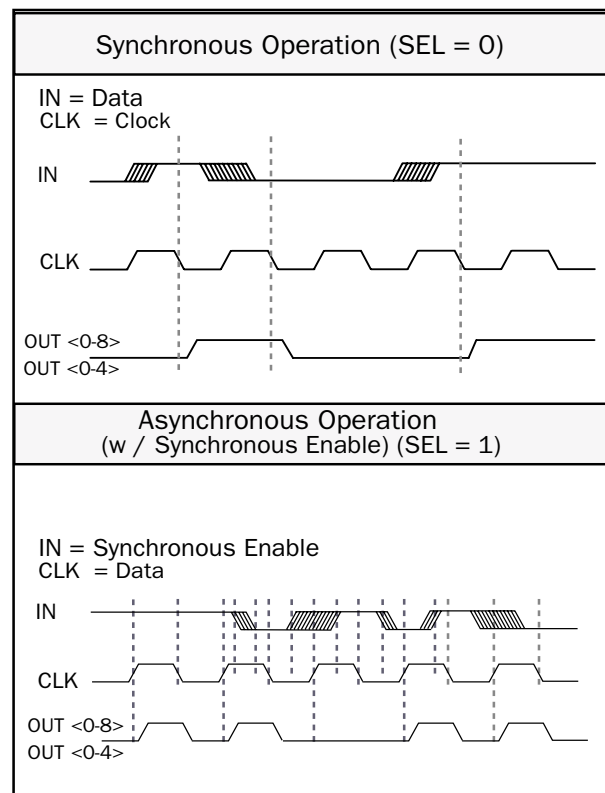 Synchronous Operation (SEL = 0)
IN = Data
CLK = Clock
IN
CLK
OUT <0-8>
OUT <0-4>
Asynchronous Operation
(w / Synchronous Enable) (SEL = 1)
IN = Synchronous Enable
CLK = Data
IN
CLK
OUT <0-8>
OUT <0-4>